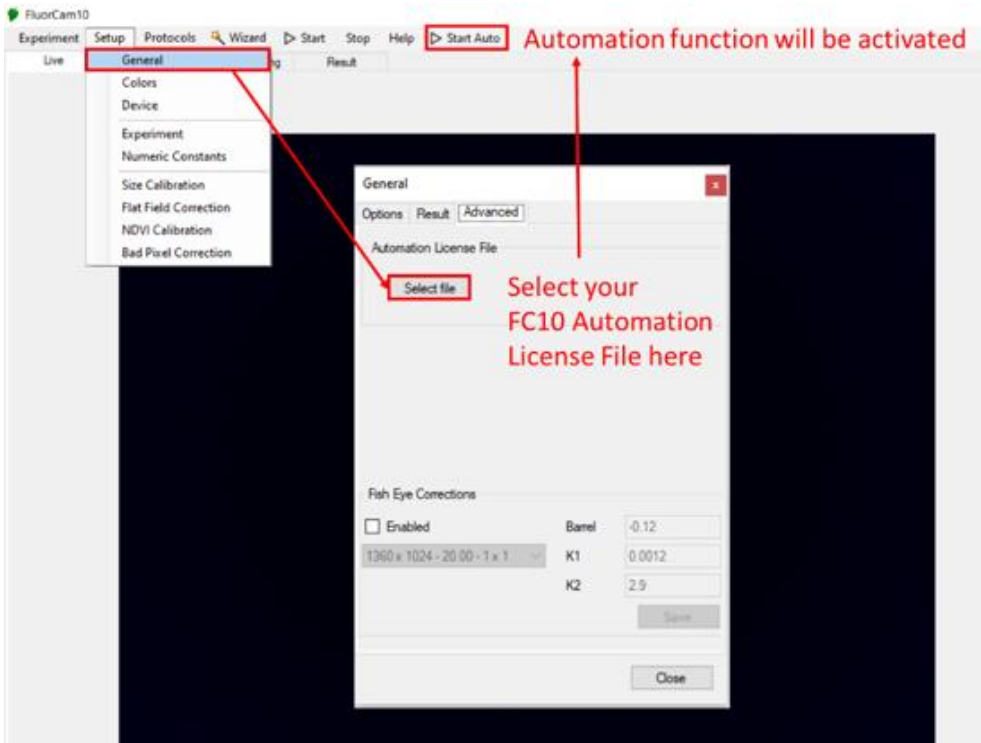 FluorCam10
Experiment Setup Protocols Wizard Start Stop Help Start Auto
Automation function will be activated
Live
General
Result
Colors
Device
Experiment
Numeric Constants
Size Calibration
Flat Field Correction
NDVI Calibration
Bad Pixel Correction
General
x
Options Result Advanced
Automation License File
Select file
Select your
FC10 Automation
License File here
Fish Eye Corrections
Enabled
Barrel -0.12
1360 x 1024 - 20.00 - 1 x 1
K1 0.0012
K2 2.9
Save
Close